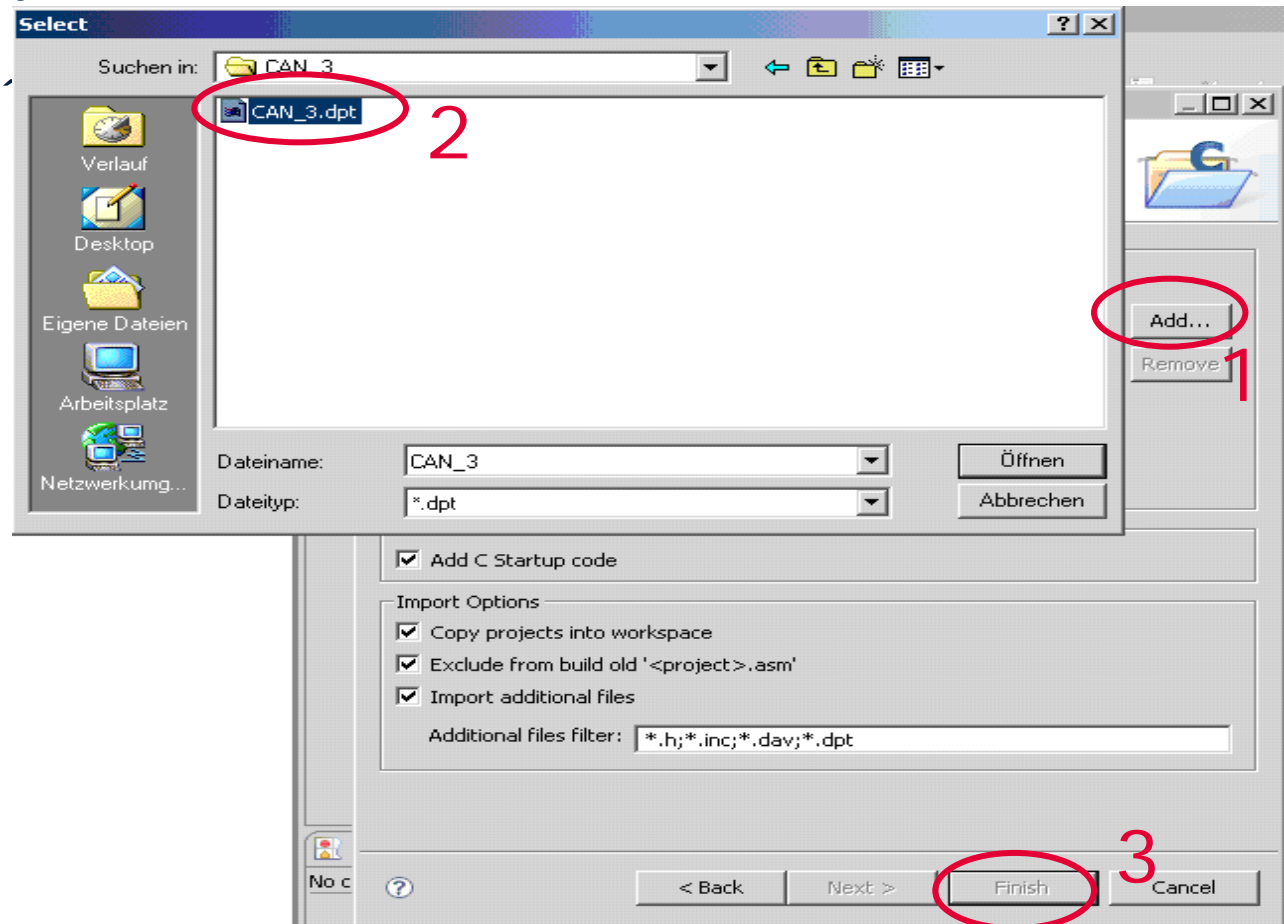 Select
Suchen in:
CAN_3
CAN_3.dpt
2
Verlauf
Desktop
Eigene Dateien
Arbeitsplatz
Netzwerkumg...
Dateiname:
CAN_3
Öffnen
Dateityp:
*.dpt
Abbrechen
C
Add...
Remove
1
Add C Startup code
Import Options
Copy projects into workspace
Exclude from build old '<project>.asm'
Import additional files
Additional files filter:
*.h;*.inc;*.dav;*.dpt
No c
< Back
Next >
Finish
3
Cancel